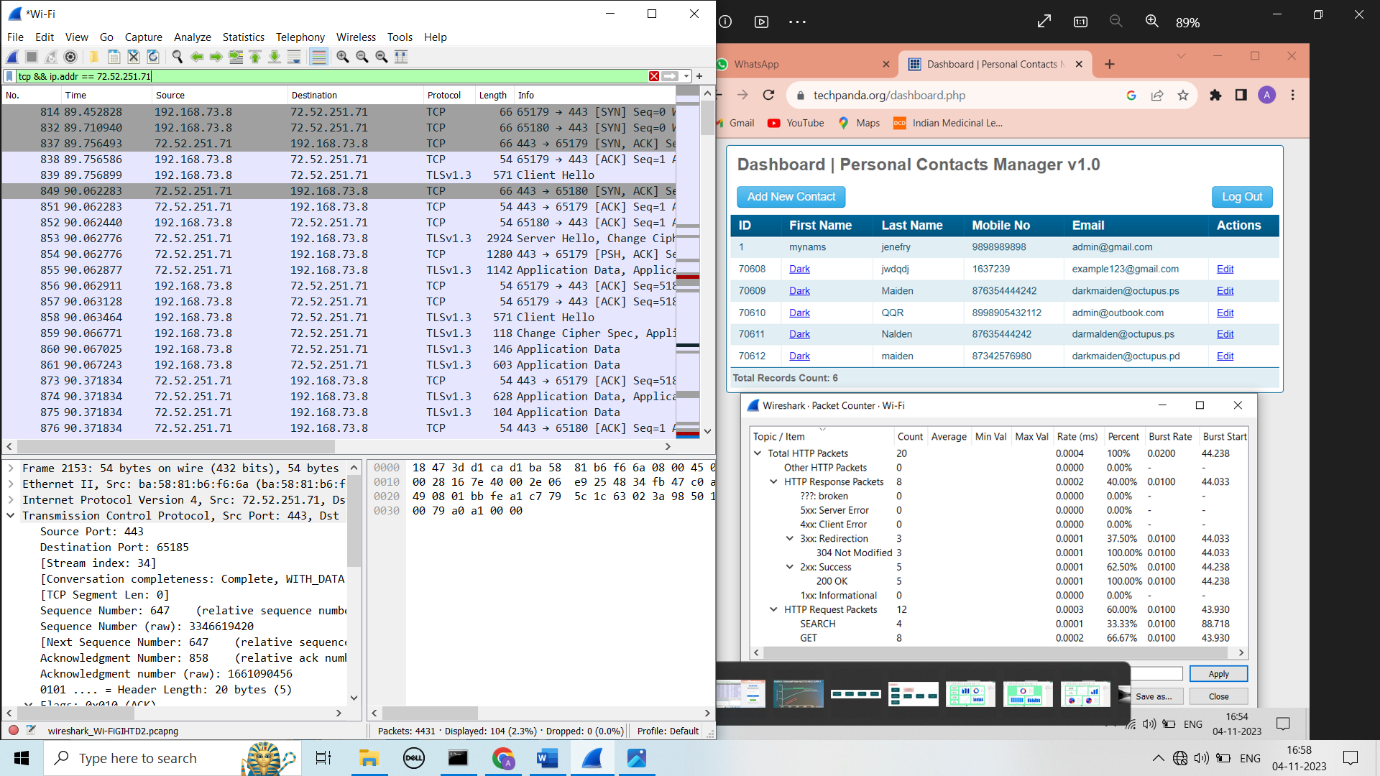 *Wi-Fi
File Edit View Go Capture Analyze Statistics Telephony Wireless Tools Help
tcp && ip.addr == 72.52.251.71
No. Time Source Destination Protocol Length Info
814 89.452828 192.168.73.8 72.52.251.71 TCP 66 65179 → 443 [SYN] Seq=0
832 89.710940 192.168.73.8 72.52.251.71 TCP 66 65180 → 443 [SYN] Seq=0
837 89.756493 72.52.251.71 192.168.73.8 TCP 66 443 → 65179 [SYN, ACK] Se
838 89.756586 192.168.73.8 72.52.251.71 TCP 54 65179 → 443 [ACK] Seq=1
839 89.756899 192.168.73.8 72.52.251.71 TLSv1.3 571 Client Hello
849 90.062283 72.52.251.71 192.168.73.8 TCP 66 443 → 65180 [SYN, ACK] Se
851 90.062283 72.52.251.71 192.168.73.8 TCP 54 443 → 65179 [ACK] Seq=1
852 90.062440 192.168.73.8 72.52.251.71 TCP 54 65180 → 443 [ACK] Seq=1
853 90.062776 72.52.251.71 192.168.73.8 TLSv1.3 2924 Server Hello, Change Ciph
854 90.062776 72.52.251.71 192.168.73.8 TCP 1280 443 → 65179 [PSH, ACK] Se
855 90.062877 72.52.251.71 192.168.73.8 TLSv1.3 1142 Application Data, Applica
856 90.062911 192.168.73.8 72.52.251.71 TCP 54 65179 → 443 [ACK] Seq=518
857 90.063128 192.168.73.8 72.52.251.71 TCP 54 65179 → 443 [ACK] Seq=518
858 90.063464 192.168.73.8 72.52.251.71 TLSv1.3 571 Client Hello
859 90.066771 192.168.73.8 72.52.251.71 TLSv1.3 118 Change Cipher Spec, Appli
860 90.067025 192.168.73.8 72.52.251.71 TLSv1.3 146 Application Data
861 90.067243 192.168.73.8 72.52.251.71 TLSv1.3 603 Application Data
873 90.371834 72.52.251.71 192.168.73.8 TCP 54 443 → 65179 [ACK] Seq=518
874 90.371834 72.52.251.71 192.168.73.8 TLSv1.3 628 Application Data, Applica
875 90.371834 72.52.251.71 192.168.73.8 TLSv1.3 104 Application Data
876 90.371834 72.52.251.71 192.168.73.8 TCP 54 443 → 65180 [ACK] Seq=1
Frame 2153: 54 bytes on wire (432 bits), 54 bytes
Ethernet II, Src: ba:58:81:b6:f6:6a (ba:58:81:b6:f
Internet Protocol Version 4, Src: 72.52.251.71, Ds
Transmission Control Protocol, Src Port: 443, Dst
Source Port: 443
Destination Port: 65185
[Stream index: 34]
[Conversation completeness: Complete, WITH_DATA
[TCP Segment Len: 0]
Sequence Number: 647 (relative sequence numbe
Sequence Number (raw): 3346619420
[Next Sequence Number: 647 (relative sequence
Acknowledgment Number: 858 (relative ack num
Acknowledgment number (raw): 1661090456
0101 .... = Header Length: 20 bytes (5)
Flags: 0x010 (ACK)
0000 18 47 3d d1 ca d1 ba 58 81 b6 f6 6a 08 00 45 0
0010 00 28 16 7e 40 00 2e 06 e9 25 48 34 fb 47 c0 a
0020 49 08 01 bb fe a1 c7 79 5c 1c 63 02 3a 98 50 1
0030 00 79 a0 a1 00 00
wireshark_Wi-FiGIHTD2.pcapng
Packets: 4431 · Displayed: 104 (2.3%) · Dropped: 0 (0.0%)
Profile: Default
89%
WhatsApp
Dashboard | Personal Contacts M
techpanda.org/dashboard.php
A
Gmail YouTube Maps Indian Medicinal Le...
Dashboard | Personal Contacts Manager v1.0
Add New Contact Log Out
ID First Name Last Name Mobile No Email Actions
1 mynams jenefry 9898989898 admin@gmail.com
70608 Dark jwdqdj 1637239 example123@gmail.com Edit
70609 Dark Maiden 876354444242 darkmaiden@octupus.ps Edit
70610 Dark QQR 8998905432112 admin@outbook.com Edit
70611 Dark Nalden 87635444242 darmalden@octupus.ps Edit
70612 Dark maiden 87342576980 darkmaiden@octupus.pd Edit
Total Records Count: 6
Wireshark · Packet Counter · Wi-Fi
Topic / Item Count Average Min Val Max Val Rate (ms) Percent Burst Rate Burst Start
Total HTTP Packets 20 0.0004 100% 0.0200 44.238
Other HTTP Packets 0 0.0000 0.00% - -
HTTP Response Packets 8 0.0002 40.00% 0.0100 44.033
???: broken 0 0.0000 0.00% - -
5xx: Server Error 0 0.0000 0.00% - -
4xx: Client Error 0 0.0000 0.00% - -
3xx: Redirection 3 0.0001 37.50% 0.0100 44.033
304 Not Modified 3 0.0001 100.00% 0.0100 44.033
2xx: Success 5 0.0001 62.50% 0.0100 44.238
200 OK 5 0.0001 100.00% 0.0100 44.238
1xx: Informational 0 0.0000 0.00% - -
HTTP Request Packets 12 0.0003 60.00% 0.0100 43.930
SEARCH 4 0.0001 33.33% 0.0100 88.718
GET 8 0.0002 66.67% 0.0100 43.930
Apply
Save as... Close
ENG 16:54
04-11-2023
Type here to search
DELL
ENG 16:58
04-11-2023